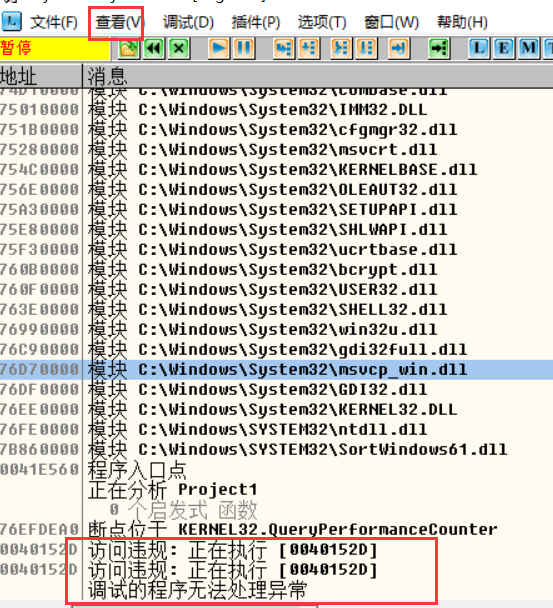 文件(F) 查看(V) 调试(D) 插件(P) 选项(T) 窗口(W) 帮助(H)
暂停 L E M
地址 消息
74D10000 模块 C:\Windows\System32\combase.dll
75010000 模块 C:\Windows\System32\IMM32.DLL
751B0000 模块 C:\Windows\System32\cfgmgr32.dll
75280000 模块 C:\Windows\System32\msvcrt.dll
754C0000 模块 C:\Windows\System32\KERNELBASE.dll
756E0000 模块 C:\Windows\System32\OLEAUT32.dll
75A30000 模块 C:\Windows\System32\SETUPAPI.dll
75E80000 模块 C:\Windows\System32\SHLWAPI.dll
75F30000 模块 C:\Windows\System32\ucrtbase.dll
760B0000 模块 C:\Windows\System32\bcrypt.dll
760F0000 模块 C:\Windows\System32\USER32.dll
763E0000 模块 C:\Windows\System32\SHELL32.dll
76990000 模块 C:\Windows\System32\win32u.dll
76C90000 模块 C:\Windows\System32\gdi32full.dll
76D70000 模块 C:\Windows\System32\msvcp_win.dll
76DF0000 模块 C:\Windows\System32\GDI32.dll
76EE0000 模块 C:\Windows\System32\KERNEL32.DLL
76FE0000 模块 C:\Windows\SYSTEM32\ntdll.dll
7B860000 模块 C:\Windows\SYSTEM32\SortWindows61.dll
0041E560 程序入口点
正在分析 Project1
0 个启发式 函数
76EFDEA0 断点位于 KERNEL32.QueryPerformanceCounter
0040152D 访问违规: 正在执行 [0040152D]
0040152D 访问违规: 正在执行 [0040152D]
调试的程序无法处理异常